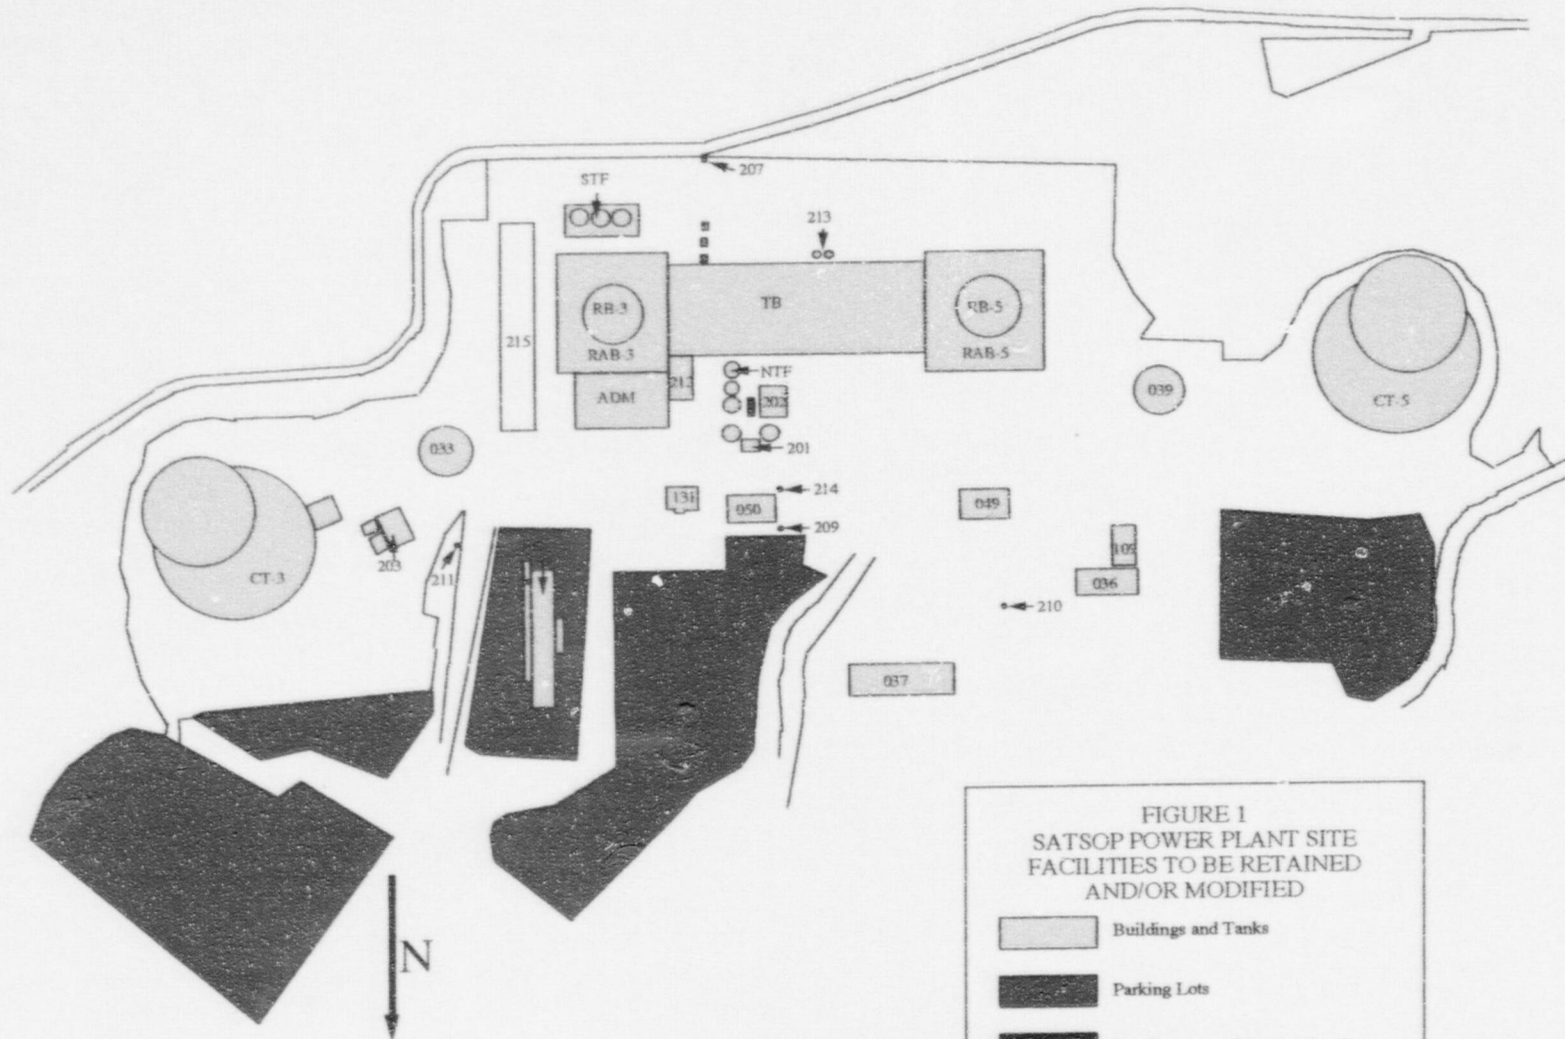 207
STF
213
RB-3
TB
RB-5
215
RAB-3
RAB-5
NTF
212
ADM
202
039
CT-5
033
201
131
214
050
049
209
109
203
CT-3
211
036
210
037
FIGURE 1
SATSOP POWER PLANT SITE
FACILITIES TO BE RETAINED
AND/OR MODIFIED
Buildings and Tanks
N
Parking Lots